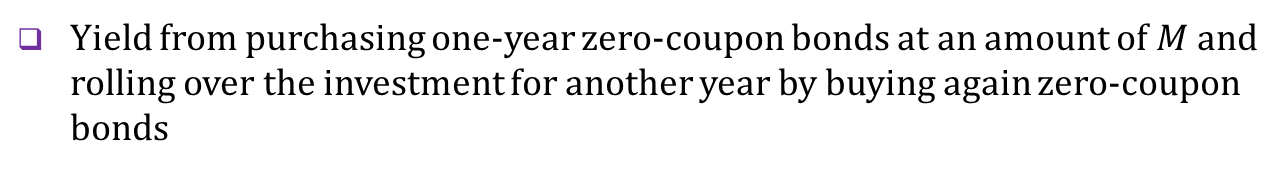 Yield from purchasing one-year zero-coupon bonds at an amount of M and
rolling over the investment for another year by buying again zero-coupon
bonds